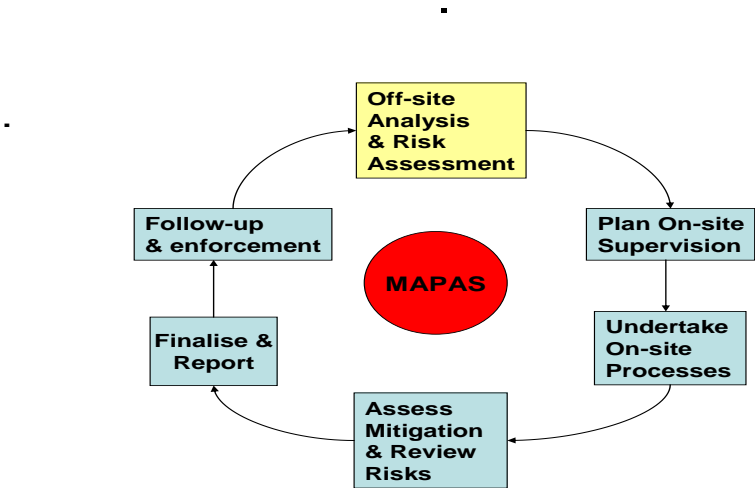 Off-site
Analysis
& Risk
Assessment
Plan On-site
Supervision
Undertake
On-site
Processes
Assess
Mitigation
& Review
Risks
Finalise &
Report
Follow-up
& enforcement
MAPAS